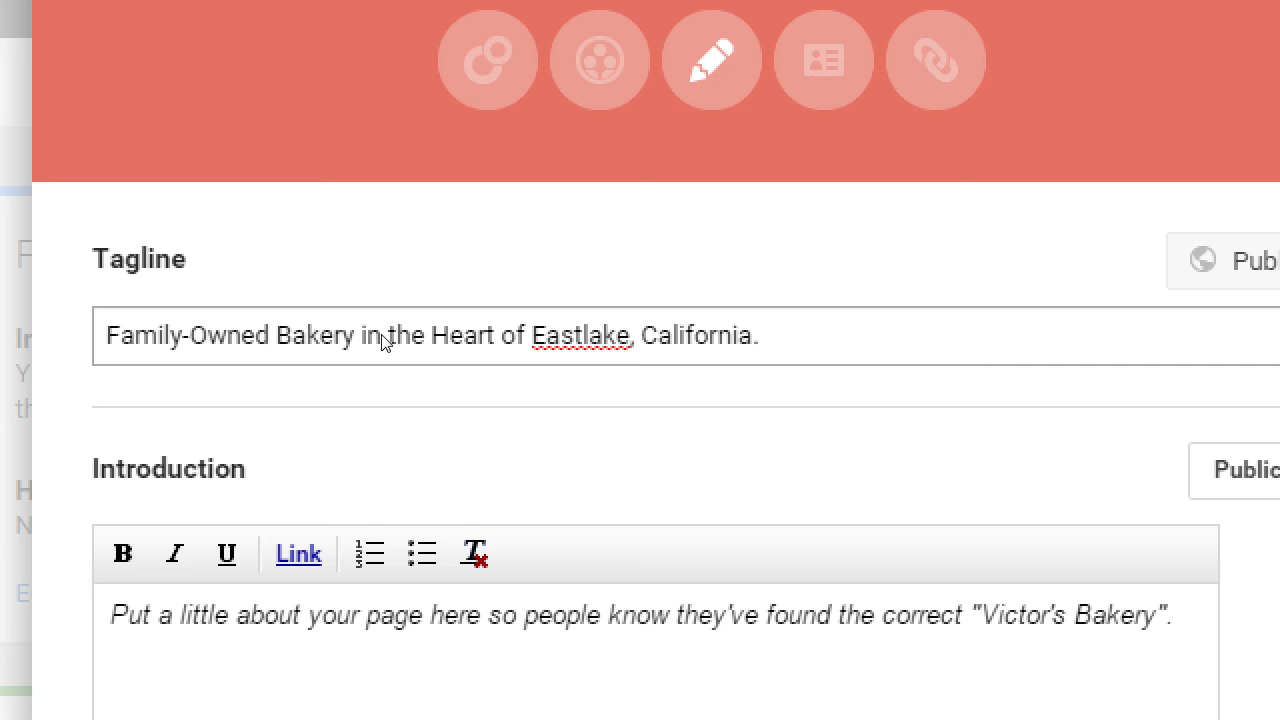 Tagline
Family-Owned Bakery in the Heart of Eastlake, California.
Introduction
Public
B I U Link
Put a little about your page here so people know they've found the correct "Victor's Bakery".